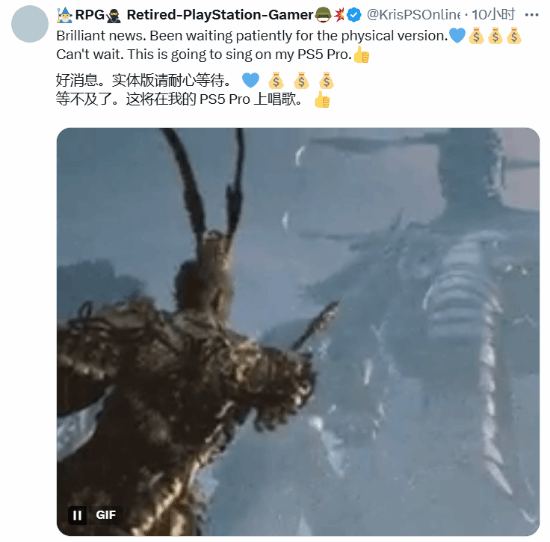 RPG Retired-PlayStation-Gamer @KrisPSOnline · 10小时
Brilliant news. Been waiting patiently for the physical version.💙💰💰💰
Can't wait. This is going to sing on my PS5 Pro.👍
好消息。实体版请耐心等待。 💙 💰 💰 💰
等不及了。这将在我的 PS5 Pro 上唱歌。 👍
GIF